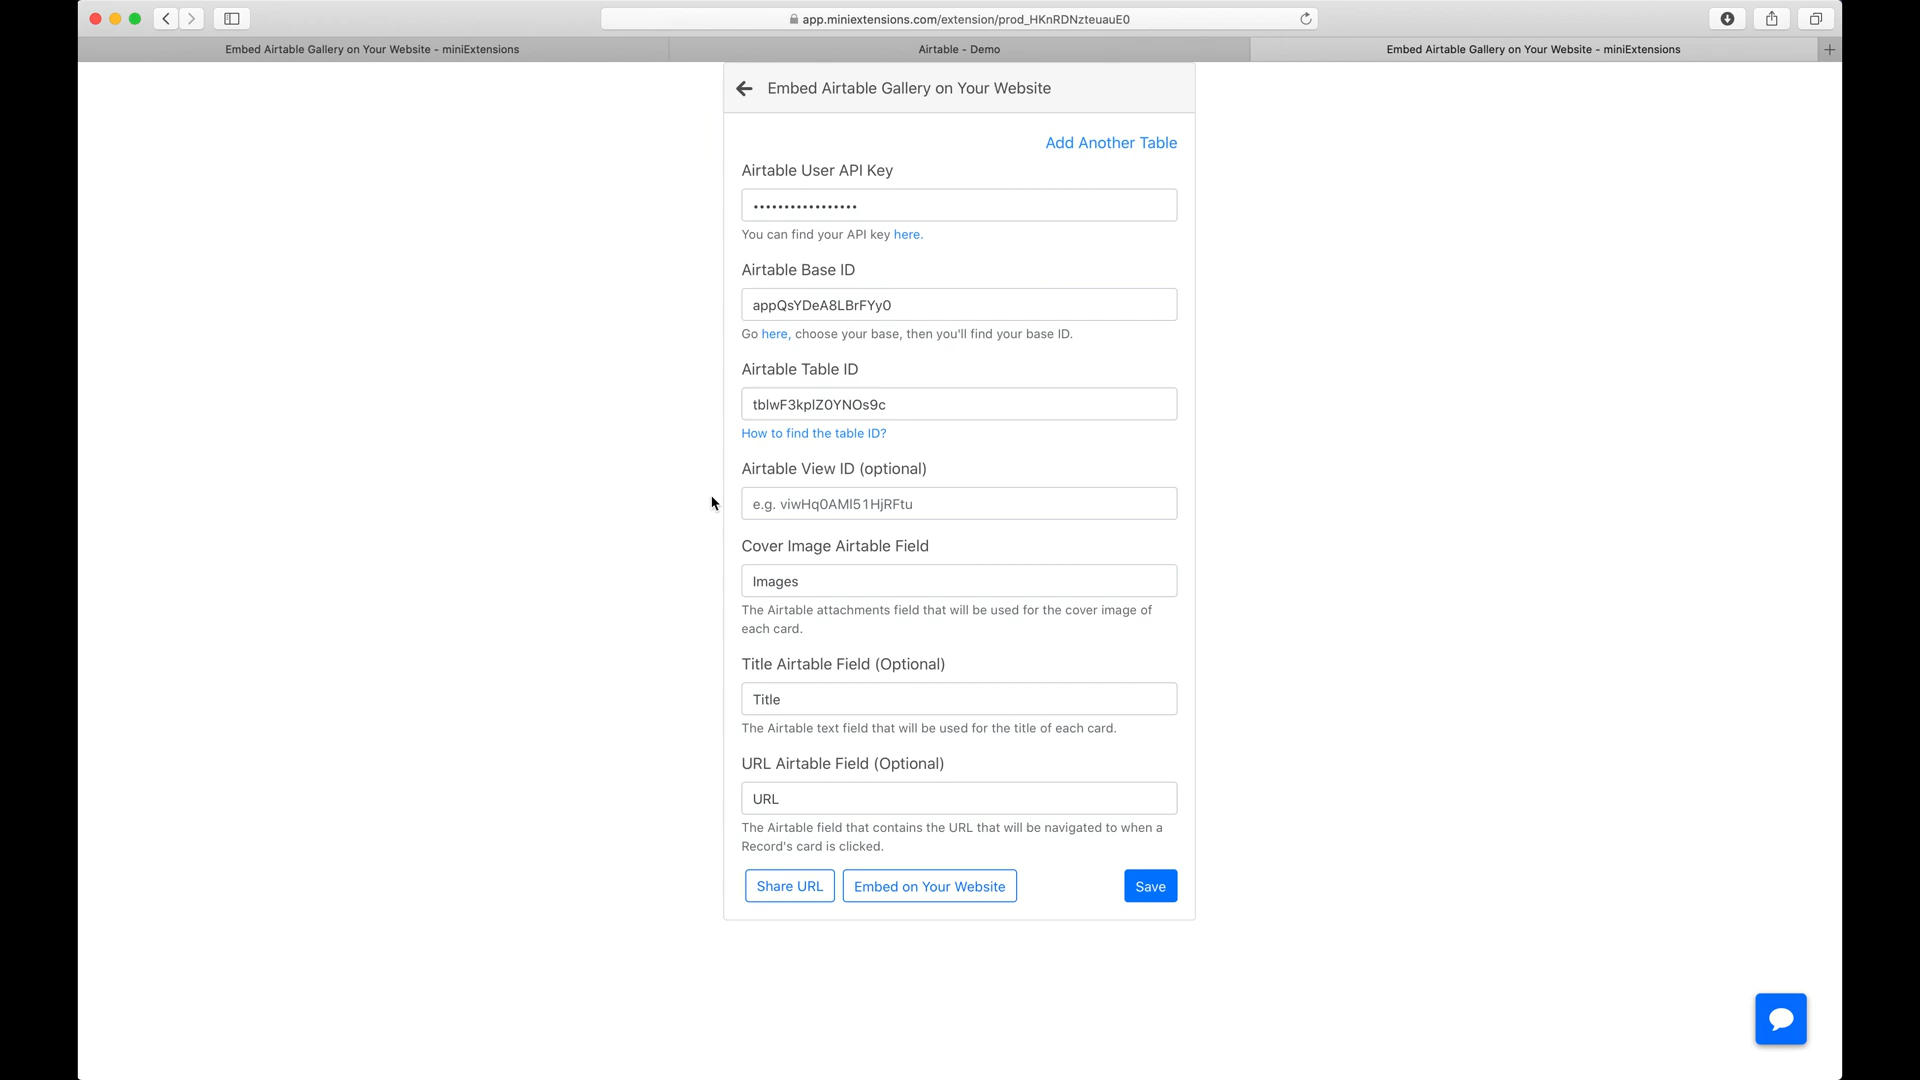 app.miniextensions.com/extension/prod_HKnRDNzteuauE0
Embed Airtable Gallery on Your Website - miniExtensions
Airtable - Demo
Embed Airtable Gallery on Your Website - miniExtensions
Embed Airtable Gallery on Your Website
Add Another Table
Airtable User API Key
•••••••••••••••••
You can find your API key here.
Airtable Base ID
appQsYDeA8LBrFYy0
Go here, choose your base, then you'll find your base ID.
Airtable Table ID
tblwF3kplZ0YNOs9c
How to find the table ID?
Airtable View ID (optional)
e.g. viwHq0AMl51HjRFtu
Cover Image Airtable Field
Images
The Airtable attachments field that will be used for the cover image of
each card.
Title Airtable Field (Optional)
Title
The Airtable text field that will be used for the title of each card.
URL Airtable Field (Optional)
URL
The Airtable field that contains the URL that will be navigated to when a
Record's card is clicked.
Share URL
Embed on Your Website
Save